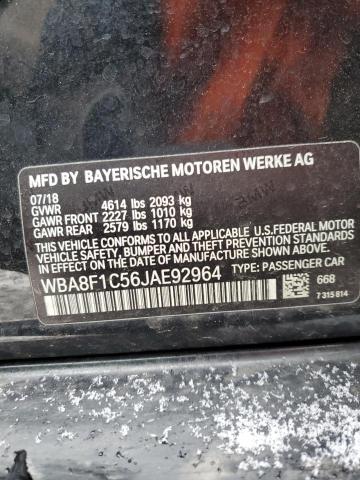 MFD BY BAYERISCHE MOTOREN WERKE AG
07/18
GVWR 4614 lbs 2093 kg
GAWR FRONT 2227 lbs 1010 kg
GAWR REAR 2579 lbs 1170 kg
THIS VEHICLE CONFORMS TO ALL APPLICABLE U.S.FEDERAL MOTOR
VEHICLE SAFETY, BUMPER, AND THEFT PREVENTION STANDARDS IN
EFFECT ON THE DATE OF MANUFACTURE SHOWN ABOVE.
WBA8F1C56JAE92964 TYPE: PASSENGER CAR
668
7 315 814